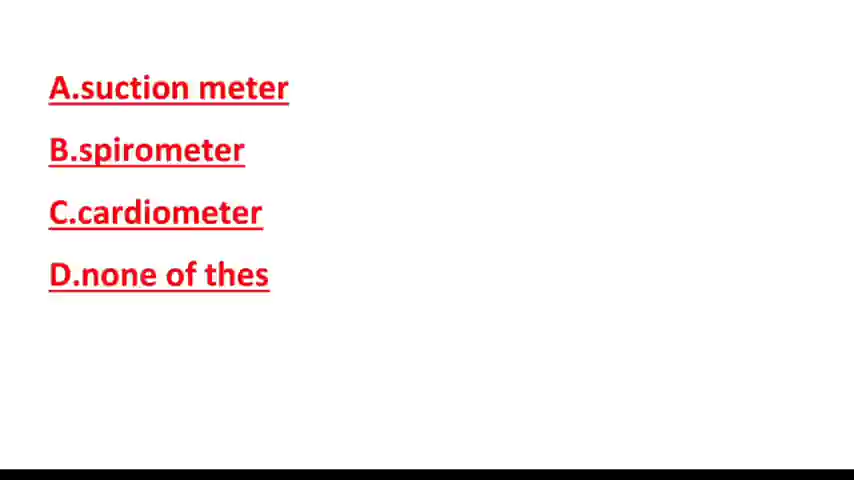 A.suction meter
B.spirometer
C.cardiometer
D.none of thes